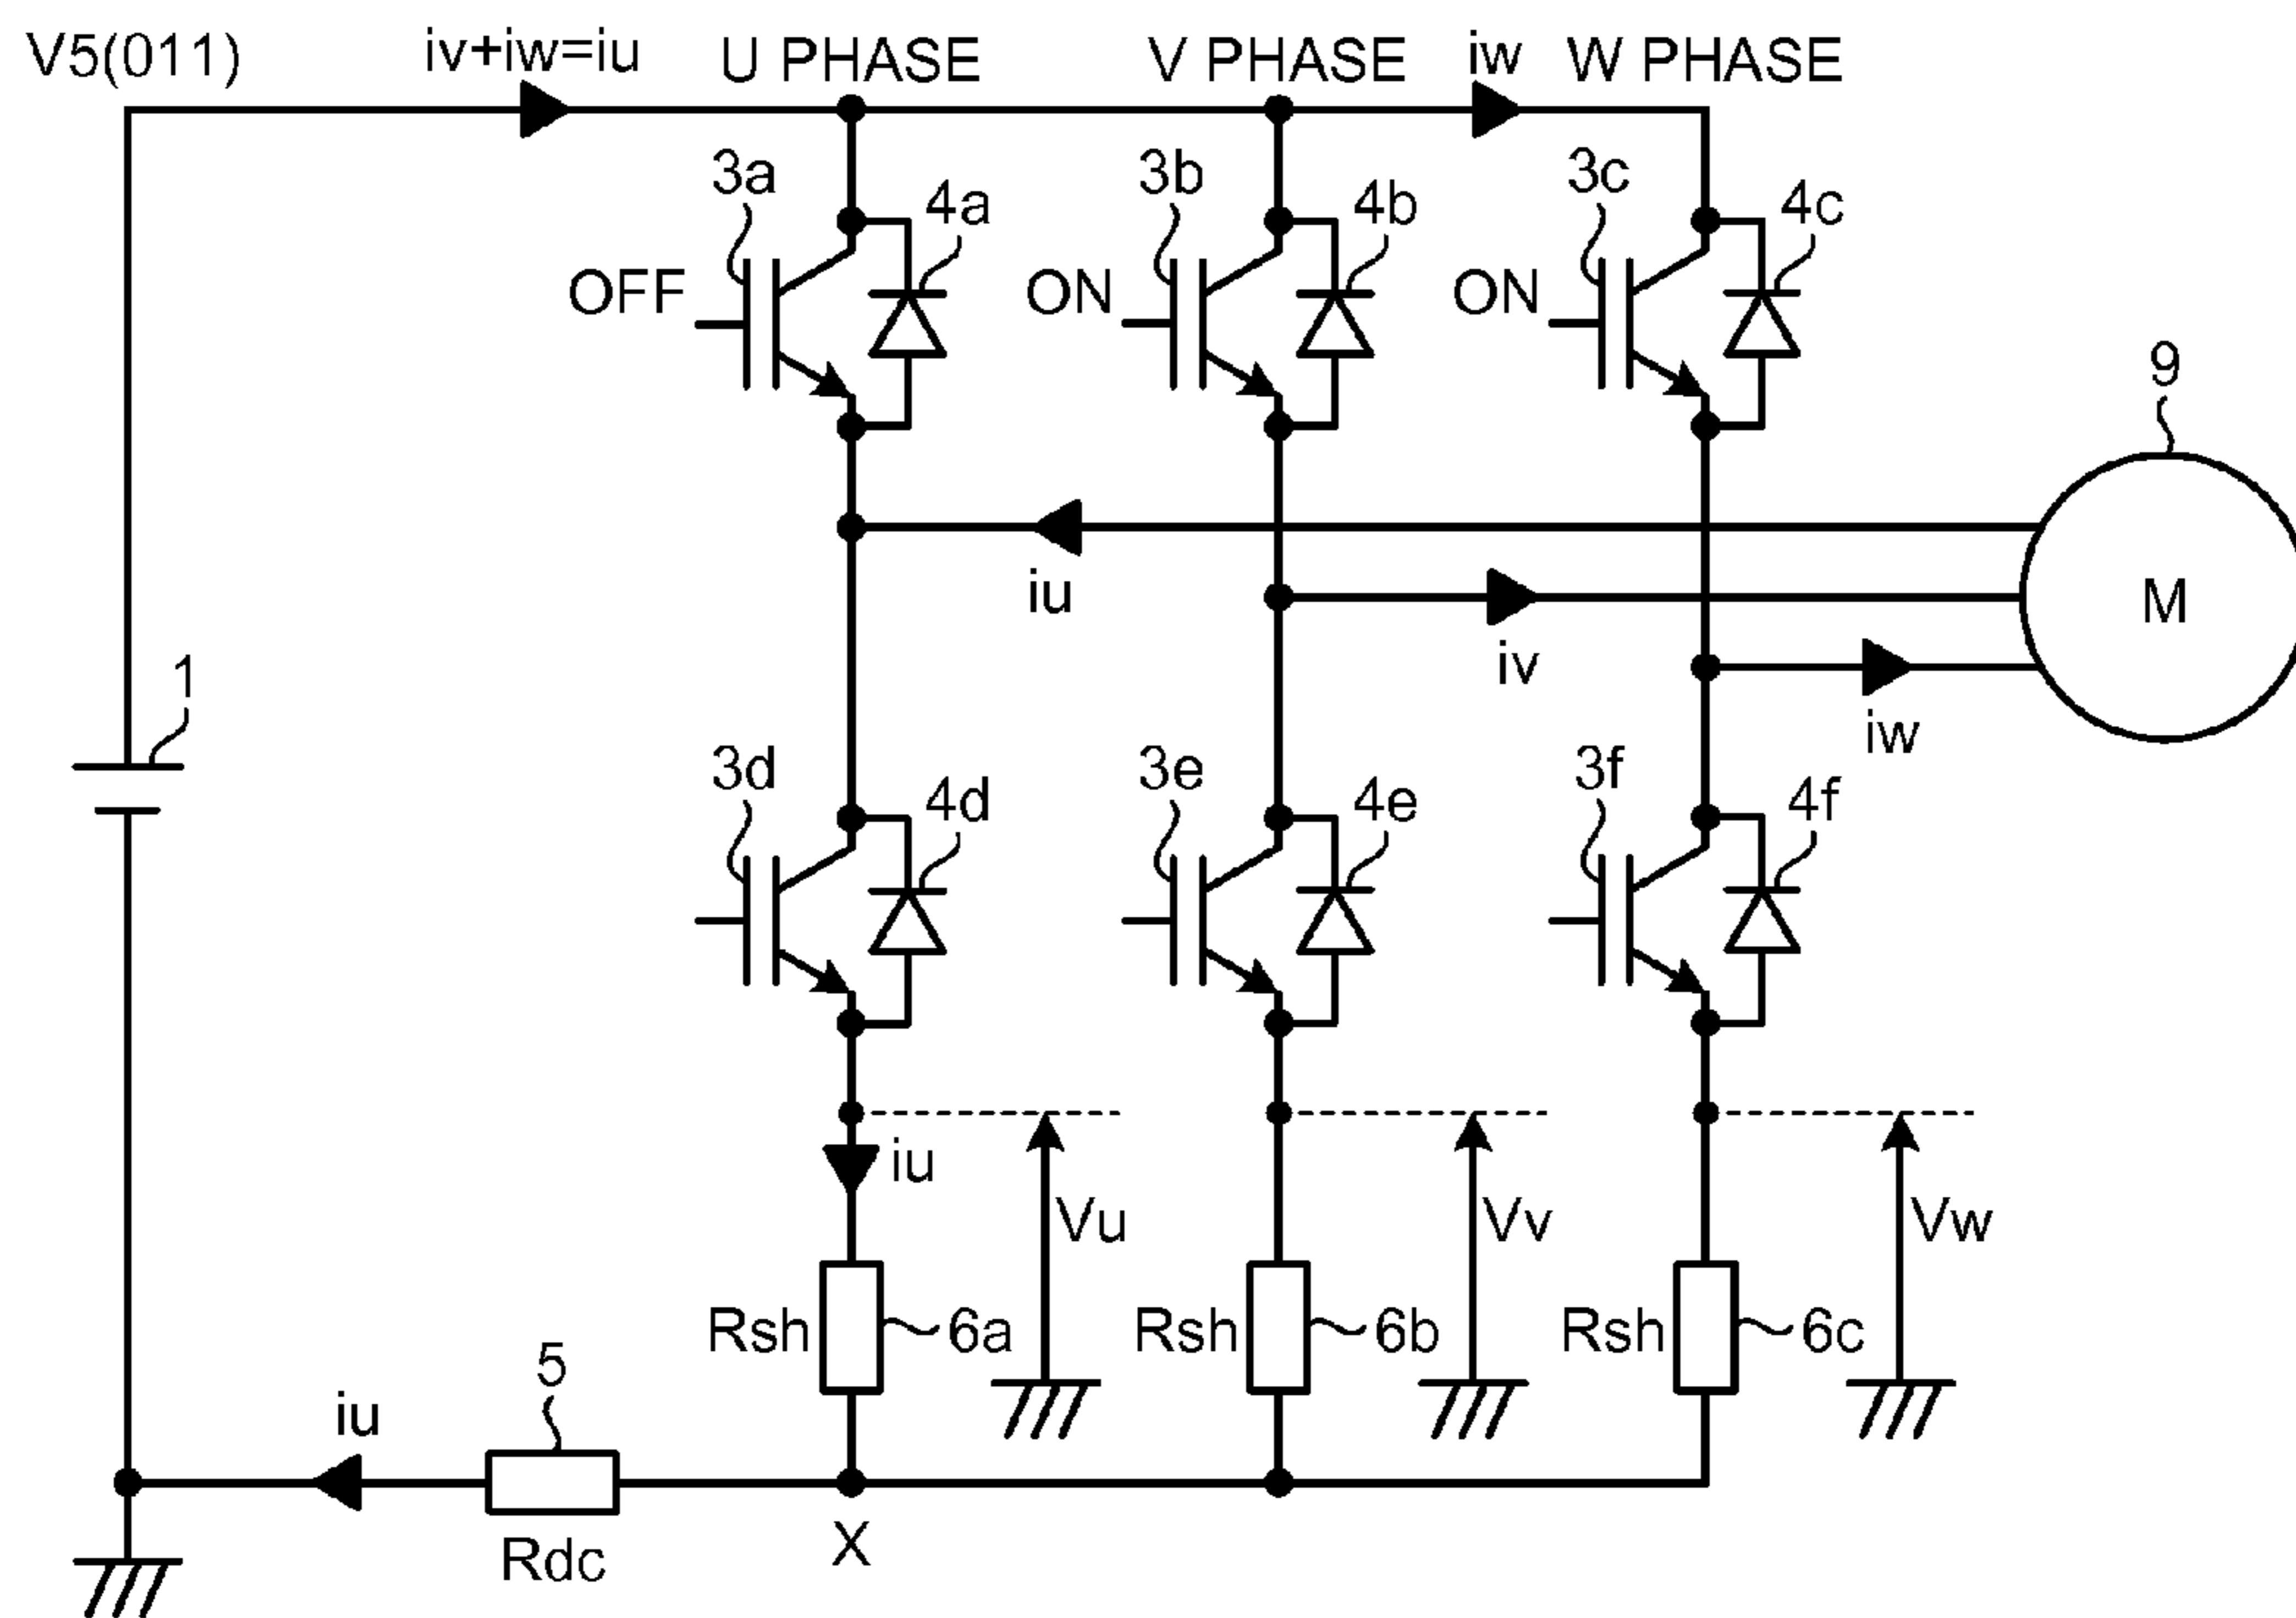 V5(011)
iv+iw=iu
U PHASE
V PHASE
iw
W PHASE
3a
4a
3b
4b
3c
4c
OFF
ON
ON
9
M
iu
iv
iw
1
3d
4d
3e
4e
3f
4f
iu
Vu
Vv
Vw
Rsh
6a
Rsh
6b
Rsh
6c
5
iu
Rdc
X